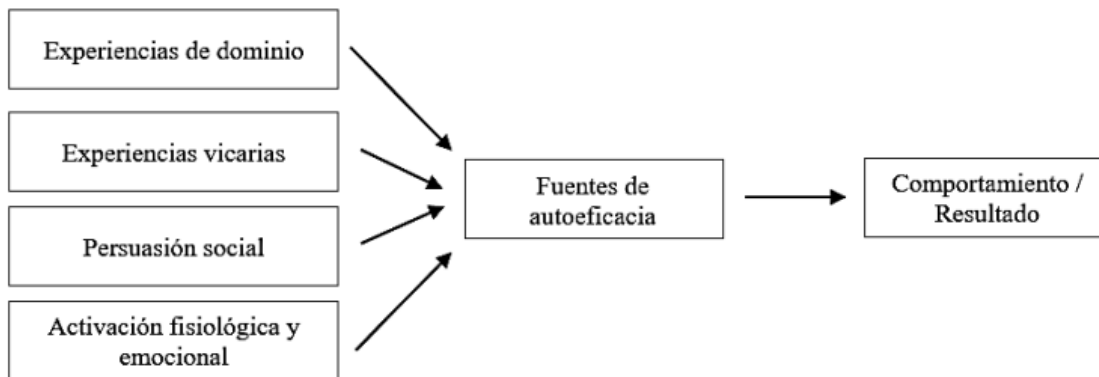 Experiencias de dominio
Experiencias vicarias
Persuasión social
Activación fisiológica y
emocional
Fuentes de
autoeficacia
Comportamiento /
Resultado